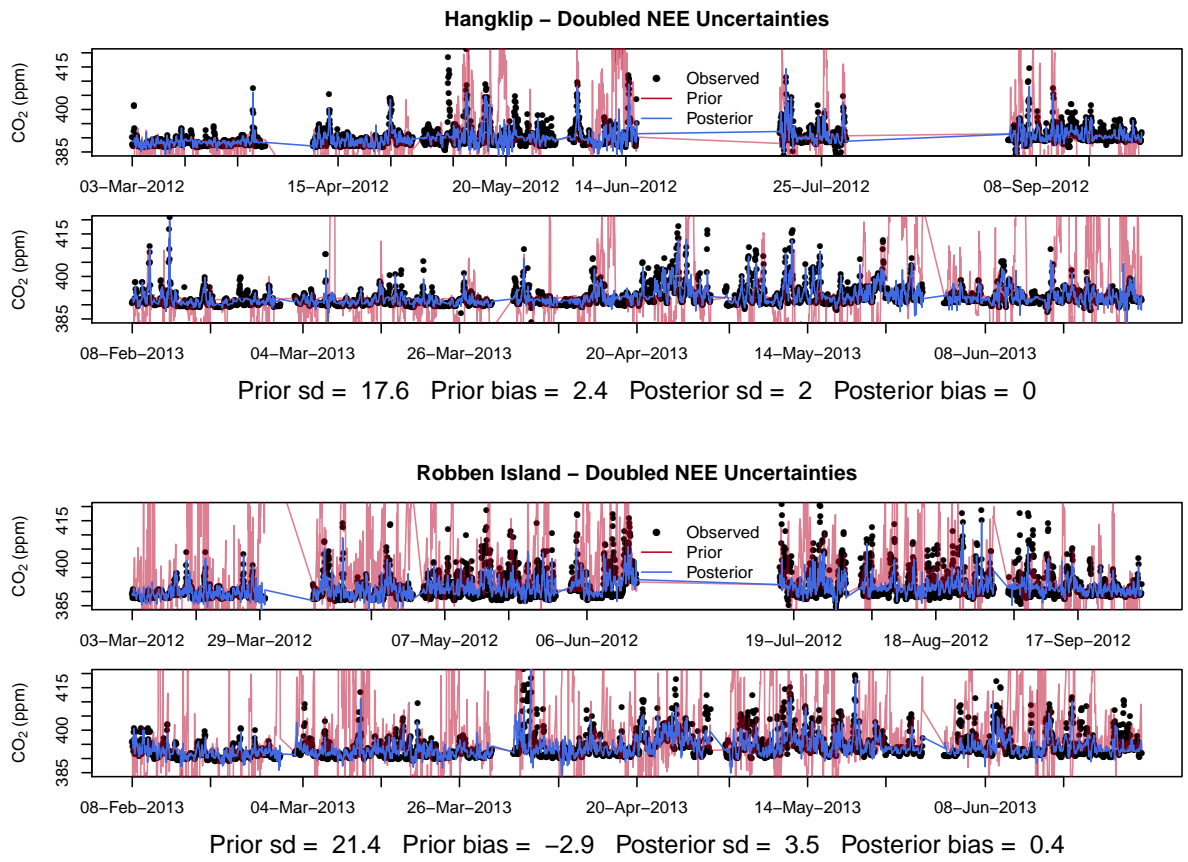 Hangklip − Doubled NEE Uncertainties
CO2 (ppm)
385 400 415
Observed
Prior
Posterior
03−Mar−2012 15−Apr−2012 20−May−2012 14−Jun−2012 25−Jul−2012 08−Sep−2012
CO2 (ppm)
385 400 415
08−Feb−2013 04−Mar−2013 26−Mar−2013 20−Apr−2013 14−May−2013 08−Jun−2013
Prior sd = 17.6 Prior bias = 2.4 Posterior sd = 2 Posterior bias = 0
Robben Island − Doubled NEE Uncertainties
CO2 (ppm)
385 400 415
Observed
Prior
Posterior
03−Mar−2012 29−Mar−2012 07−May−2012 06−Jun−2012 19−Jul−2012 18−Aug−2012 17−Sep−2012
CO2 (ppm)
385 400 415
08−Feb−2013 04−Mar−2013 26−Mar−2013 20−Apr−2013 14−May−2013 08−Jun−2013
Prior sd = 21.4 Prior bias = −2.9 Posterior sd = 3.5 Posterior bias = 0.4